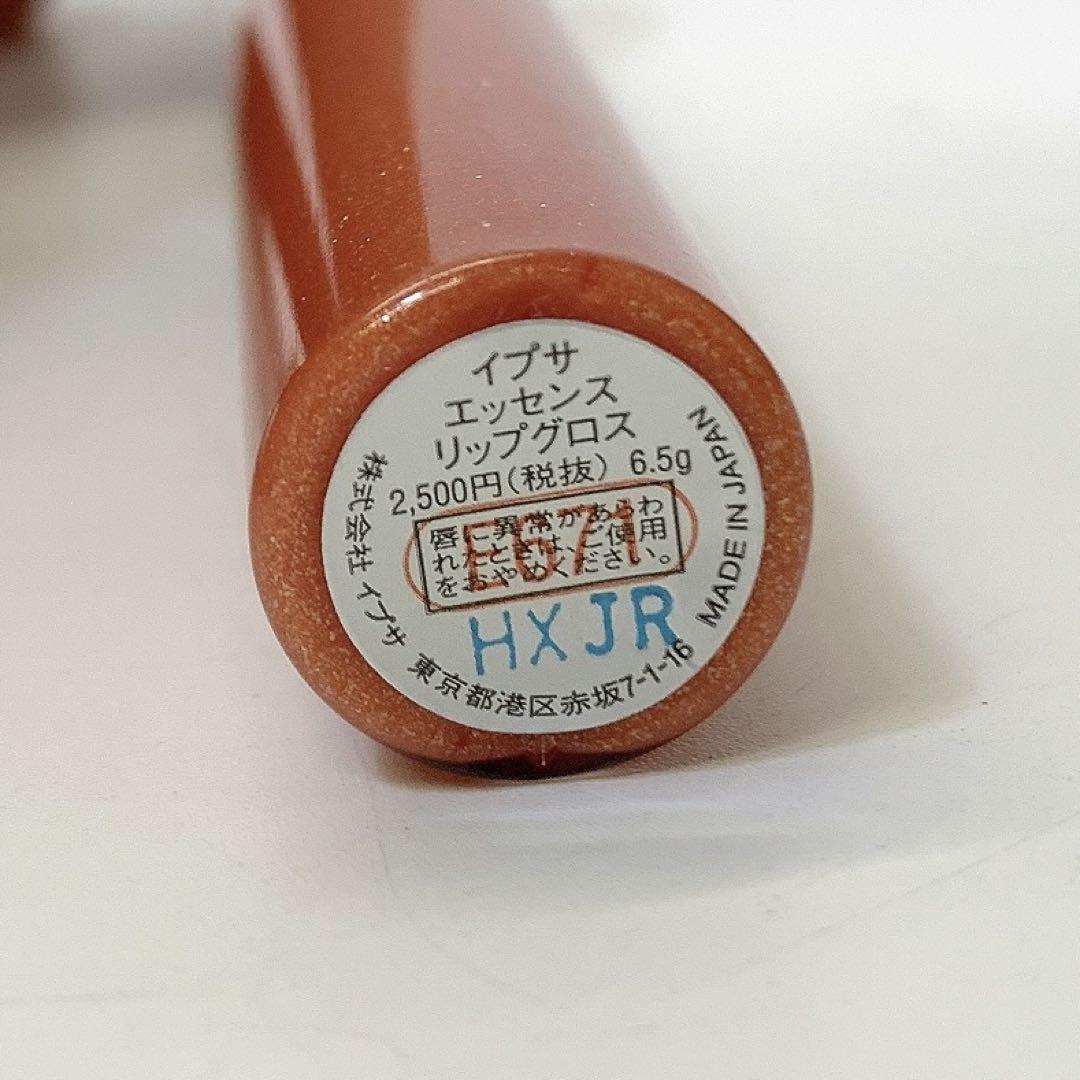 イプサ
エッセンス
リップグロス
2,500円(税抜) 6.5g
唇に異常があらわ
れたときは、ご使用
をおやめください。
E671
HXJR
株式会社 イプサ 東京都港区赤坂7-1-16
MADE IN JAPAN